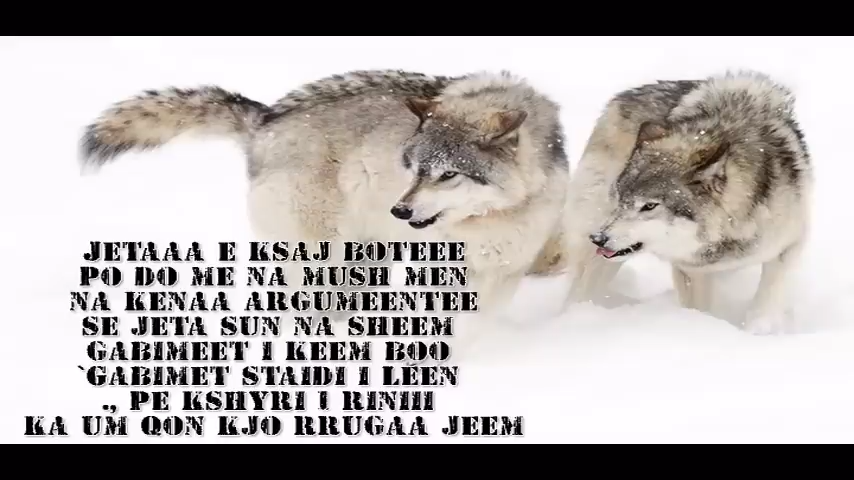 JETAAA E KSAJ BOTEEE
PO DO ME NA MUSH MEN
NA KENAA ARGUMEENTEE
SE JETA SUN NA SHEEM
GABIMEET I KEEM BOO
`GABIMET STAIDI I LÉEN
., PE KSHYRI I RINIII
KA UM QON KJO RRUGAA JEEM